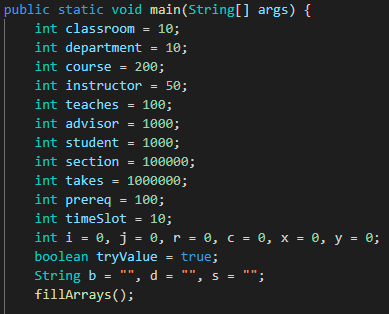 public static void main(String[] args) {
int classroom = 10;
int department = 10;
int course = 200;
int instructor = 50;
int teaches = 100;
int advisor = 1000;
int student = 1000;
int section = 100000;
int takes = 1000000;
int prereq = 100;
int timeSlot = 10;
int i = 0, j = 0, r = 0, c = 0, x = 0, y = 0;
boolean tryValue = true;
String b = "", d = "", s = "";
fillArrays();